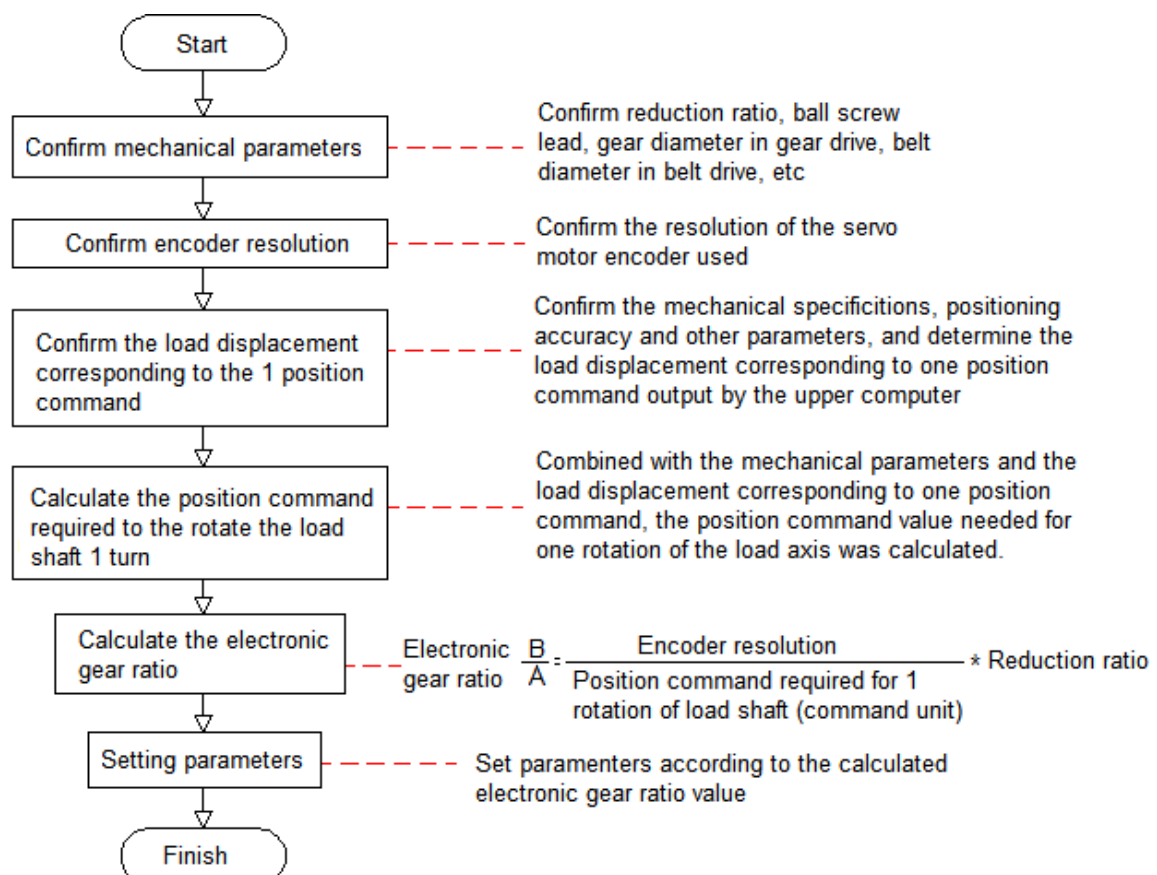 Start
Confirm mechanical parameters
Confirm reduction ratio, ball screw
lead, gear diameter in gear drive, belt
diameter in belt drive, etc
Confirm encoder resolution
Confirm the resolution of the servo
motor encoder used
Confirm the load displacement
corresponding to the 1 position
command
Confirm the mechanical specificitions, positioning
accuracy and other parameters, and determine the
load displacement corresponding to one position
command output by the upper computer
Calculate the position command
required to the rotate the load
shaft 1 turn
Combined with the mechanical parameters and the
load displacement corresponding to one position
command, the position command value needed for
one rotation of the load axis was calculated.
Calculate the electronic
gear ratio
Electronic
gear ratio
B
A
=
Encoder resolution
Position command required for 1
rotation of load shaft (command unit)
* Reduction ratio
Setting parameters
Set paramenters according to the calculated
electronic gear ratio value
Finish